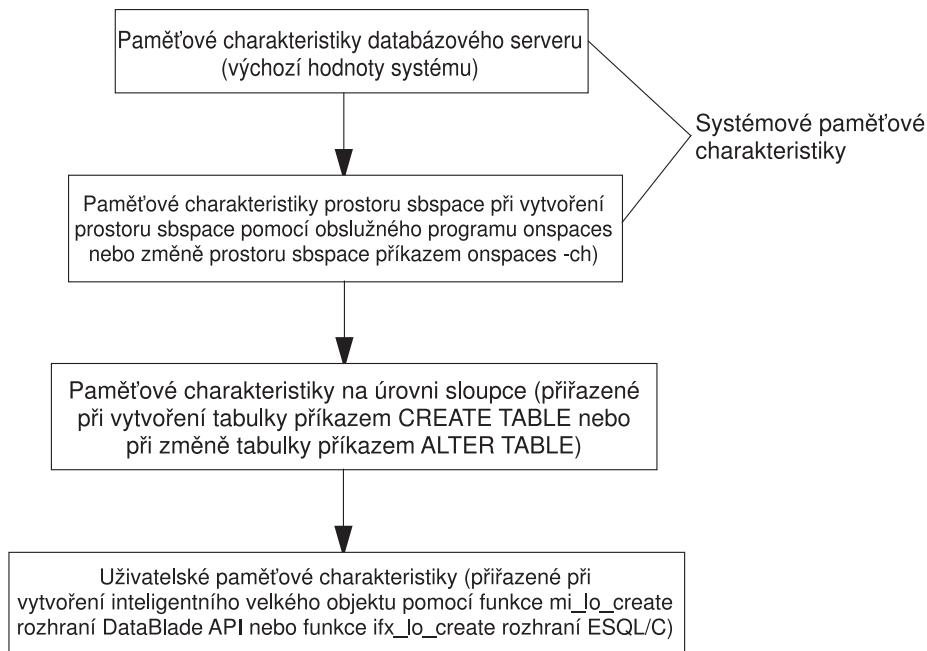 Paměťové charakteristiky databázového serveru
(výchozí hodnoty systému)
Systémové paměťové
charakteristiky
Paměťové charakteristiky prostoru sbspace při vytvoření
prostoru sbspace pomocí obslužného programu onspaces
nebo změně prostoru sbspace příkazem onspaces -ch)
Paměťové charakteristiky na úrovni sloupce (přiřazené
při vytvoření tabulky příkazem CREATE TABLE nebo
při změně tabulky příkazem ALTER TABLE)
Uživatelské paměťové charakteristiky (přiřazené při
vytvoření inteligentního velkého objektu pomocí funkce mi_lo_create
rozhraní DataBlade API nebo funkce ifx_lo_create rozhraní ESQL/C)